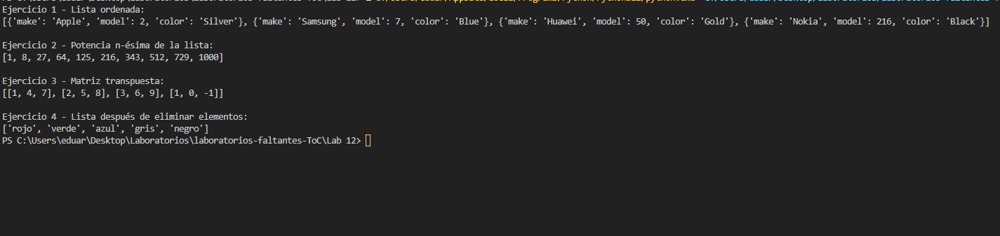 Ejercicio 1 - Lista ordenada:
[{'make': 'Apple', 'model': 2, 'color': 'Silver'}, {'make': 'Samsung', 'model': 7, 'color': 'Blue'}, {'make': 'Huawei', 'model': 50, 'color': 'Gold'}, {'make': 'Nokia', 'model': 216, 'color': 'Black'}]
Ejercicio 2 - Potencia n-ésima de la lista:
[1, 8, 27, 64, 125, 216, 343, 512, 729, 1000]
Ejercicio 3 - Matriz transpuesta:
[[1, 4, 7], [2, 5, 8], [3, 6, 9], [1, 0, -1]]
Ejercicio 4 - Lista después de eliminar elementos:
['rojo', 'verde', 'azul', 'gris', 'negro']
PS C:\Users\eduar\Desktop\Laboratorios\laboratorios-faltantes-ToC\Lab 12>